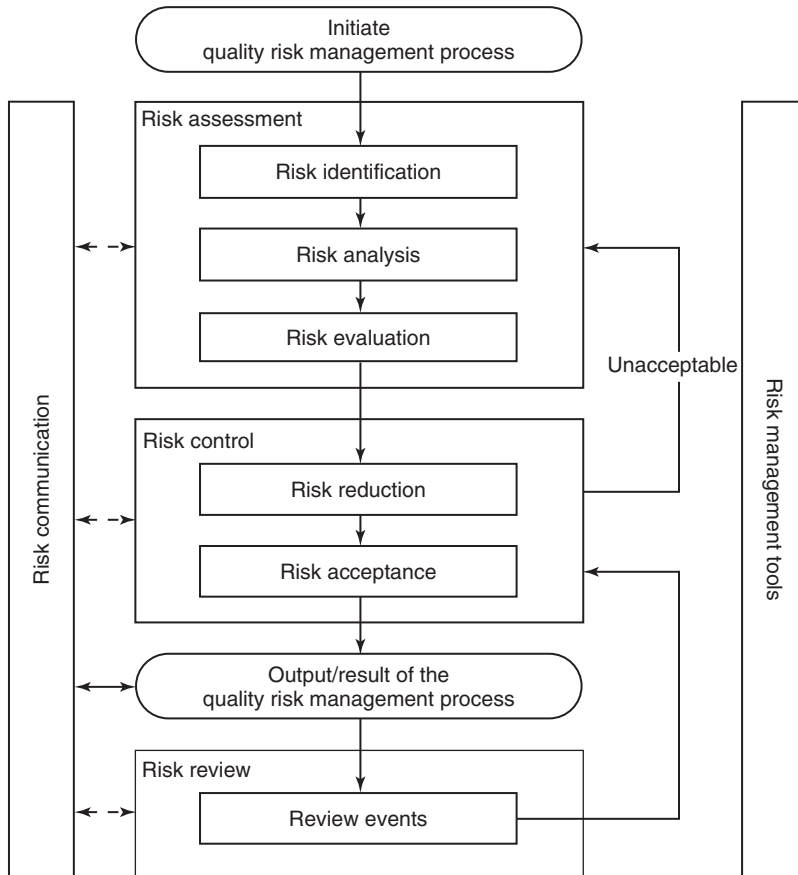 Initiate
quality risk management process
Risk assessment
Risk identification
Risk analysis
Risk evaluation
Unacceptable
Risk control
Risk reduction
Risk acceptance
Output/result of the
quality risk management process
Risk review
Review events
Risk communication
Risk management tools